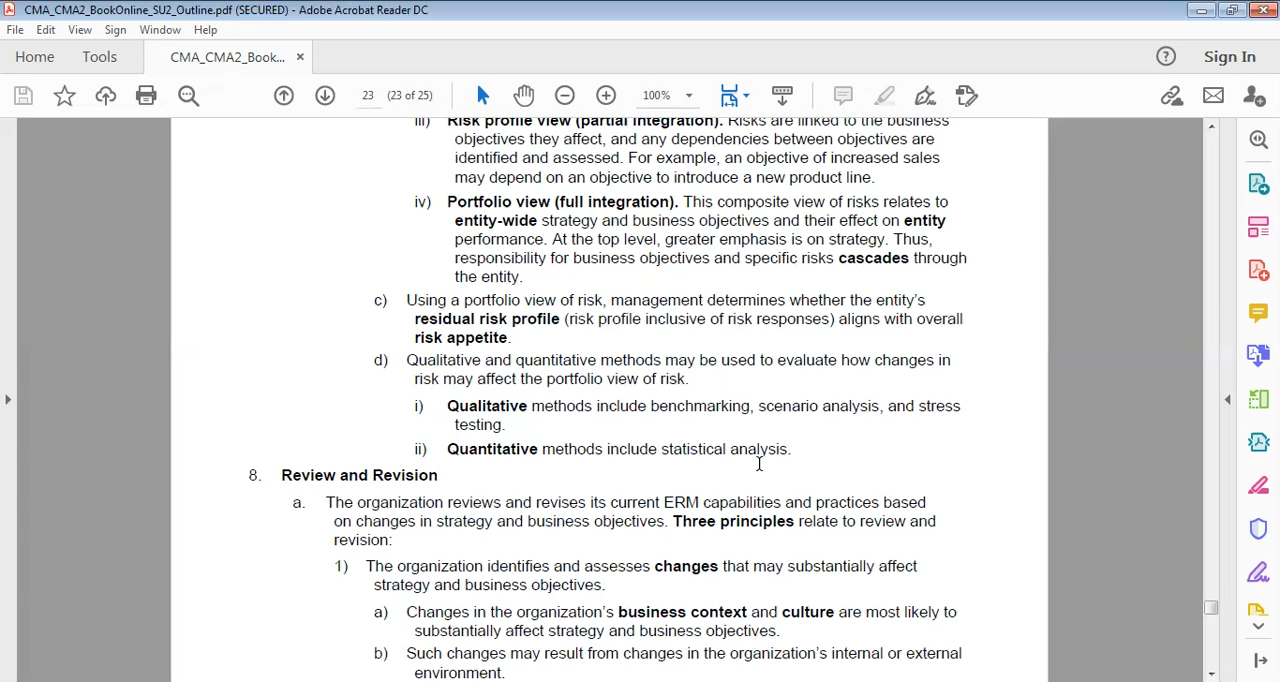 CMA_CMA2_BookOnline_SU2_Outline.pdf (SECURED) - Adobe Acrobat Reader DC
File Edit View Sign Window Help
Home Tools CMA_CMA2_Book... × Sign In
23 (23 of 25) 100%
iii) Risk profile view (partial integration). Risks are linked to the business
objectives they affect, and any dependencies between objectives are
identified and assessed. For example, an objective of increased sales
may depend on an objective to introduce a new product line.
iv) Portfolio view (full integration). This composite view of risks relates to
entity-wide strategy and business objectives and their effect on entity
performance. At the top level, greater emphasis is on strategy. Thus,
responsibility for business objectives and specific risks cascades through
the entity.
c) Using a portfolio view of risk, management determines whether the entity's
residual risk profile (risk profile inclusive of risk responses) aligns with overall
risk appetite.
d) Qualitative and quantitative methods may be used to evaluate how changes in
risk may affect the portfolio view of risk.
i) Qualitative methods include benchmarking, scenario analysis, and stress
testing.
ii) Quantitative methods include statistical analysis.
8. Review and Revision
a. The organization reviews and revises its current ERM capabilities and practices based
on changes in strategy and business objectives. Three principles relate to review and
revision:
1) The organization identifies and assesses changes that may substantially affect
strategy and business objectives.
a) Changes in the organization's business context and culture are most likely to
substantially affect strategy and business objectives.
b) Such changes may result from changes in the organization's internal or external
environment.